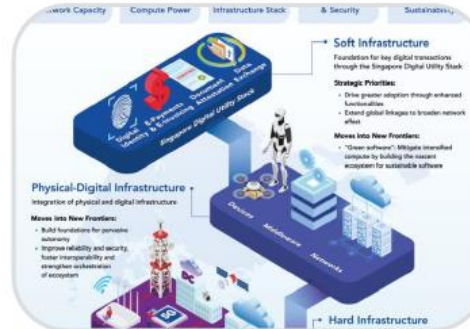 Network Capacity
Compute Power
Infrastructure Stack
& Security
Sustainability
Soft Infrastructure
Foundation for key digital transactions
through the Singapore Digital Utility Stack
Strategic Priorities:
• Drive greater adoption through enhanced
functionalities
• Extend global linkages to broaden network
effect
Moves into New Frontiers:
• "Green software": Mitigate intensified
compute by building the nascent
ecosystem for sustainable software
Digital
Identity
E-Payments
& E-Invoicing
Document
Attestation
Data
Exchange
Singapore Digital Utility Stack
Physical-Digital Infrastructure
Integration of physical and digital infrastructure
Moves into New Frontiers:
• Build foundations for pervasive
autonomy
• Improve reliability and security,
foster interoperability and
strengthen orchestration
of ecosystem
Devices
Middleware
Networks
DC
5G
Hard Infrastructure